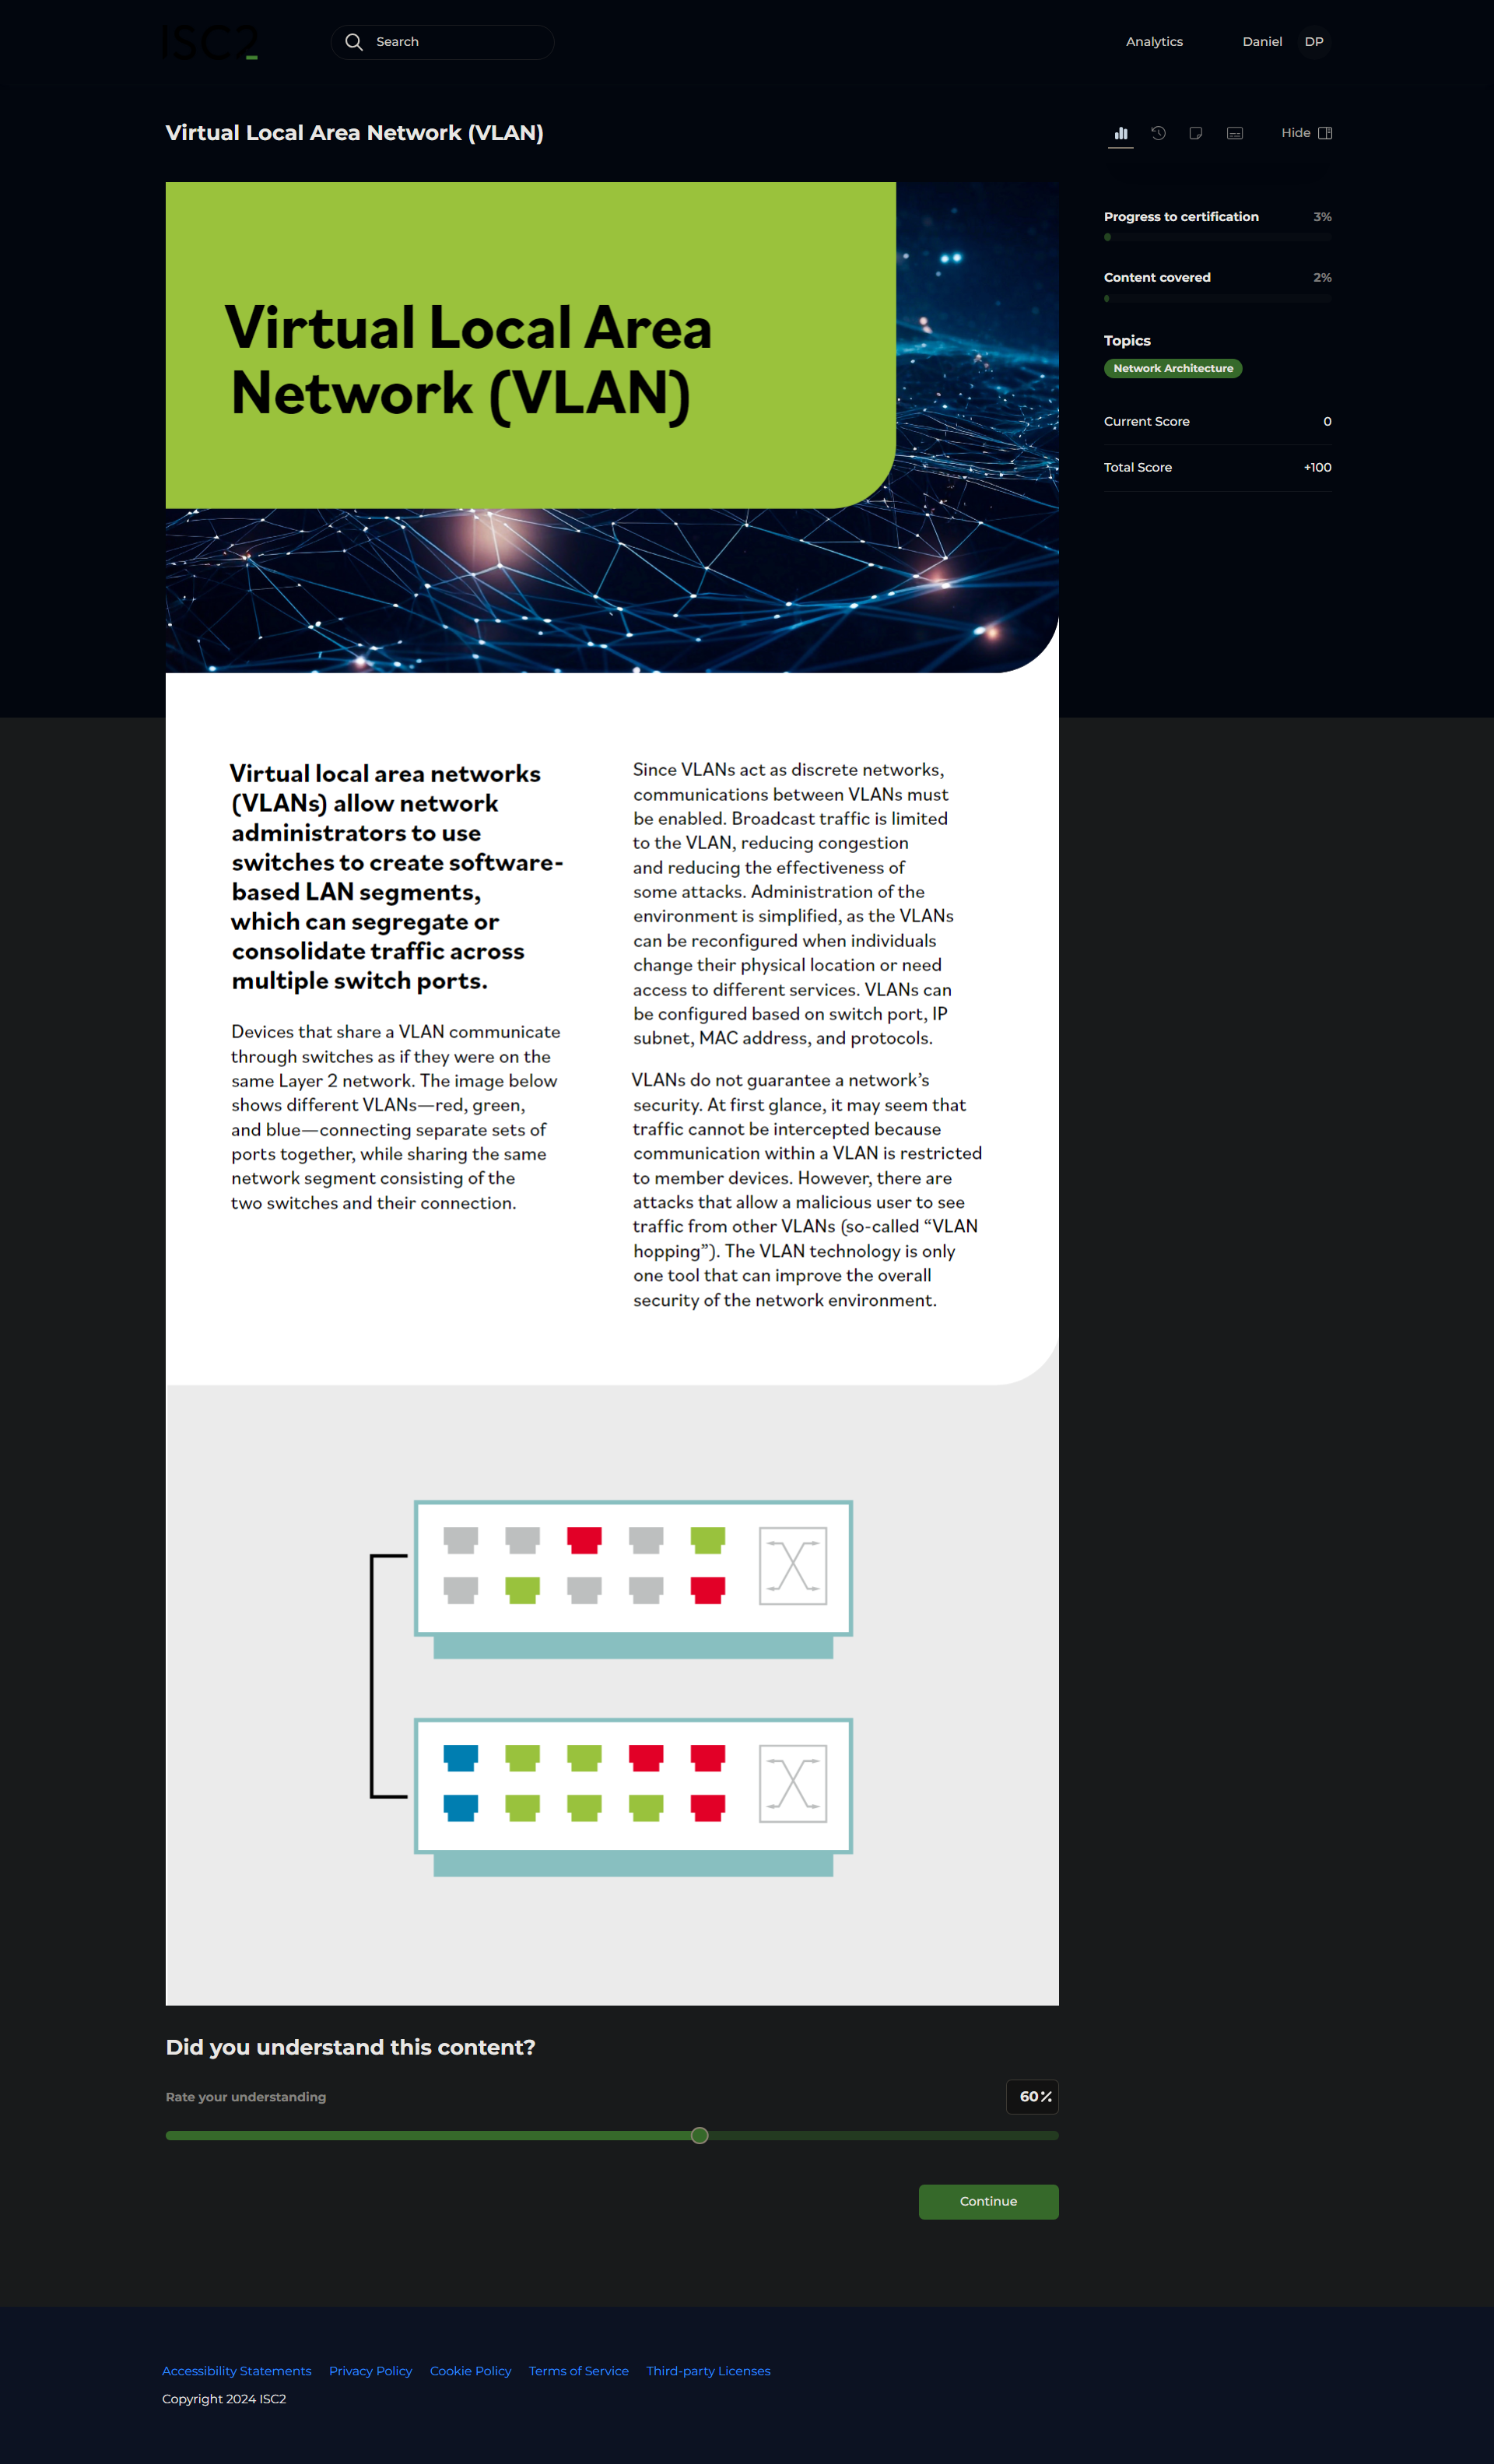 ISC2
Search
Analytics
Daniel
DP
Virtual Local Area Network (VLAN)
Hide
Virtual Local Area
Network (VLAN)
Progress to certification 3%
Content covered 2%
Topics
Network Architecture
Current Score 0
Total Score +100
Virtual local area networks
(VLANs) allow network
administrators to use
switches to create software-
based LAN segments,
which can segregate or
consolidate traffic across
multiple switch ports.
Devices that share a VLAN communicate
through switches as if they were on the
same Layer 2 network. The image below
shows different VLANs—red, green,
and blue—connecting separate sets of
ports together, while sharing the same
network segment consisting of the
two switches and their connection.
Since VLANs act as discrete networks,
communications between VLANs must
be enabled. Broadcast traffic is limited
to the VLAN, reducing congestion
and reducing the effectiveness of
some attacks. Administration of the
environment is simplified, as the VLANs
can be reconfigured when individuals
change their physical location or need
access to different services. VLANs can
be configured based on switch port, IP
subnet, MAC address, and protocols.
VLANs do not guarantee a network’s
security. At first glance, it may seem that
traffic cannot be intercepted because
communication within a VLAN is restricted
to member devices. However, there are
attacks that allow a malicious user to see
traffic from other VLANs (so-called “VLAN
hopping”). The VLAN technology is only
one tool that can improve the overall
security of the network environment.
Did you understand this content?
Rate your understanding
60%
Continue
Accessibility Statements Privacy Policy Cookie Policy Terms of Service Third-party Licenses
Copyright 2024 ISC2